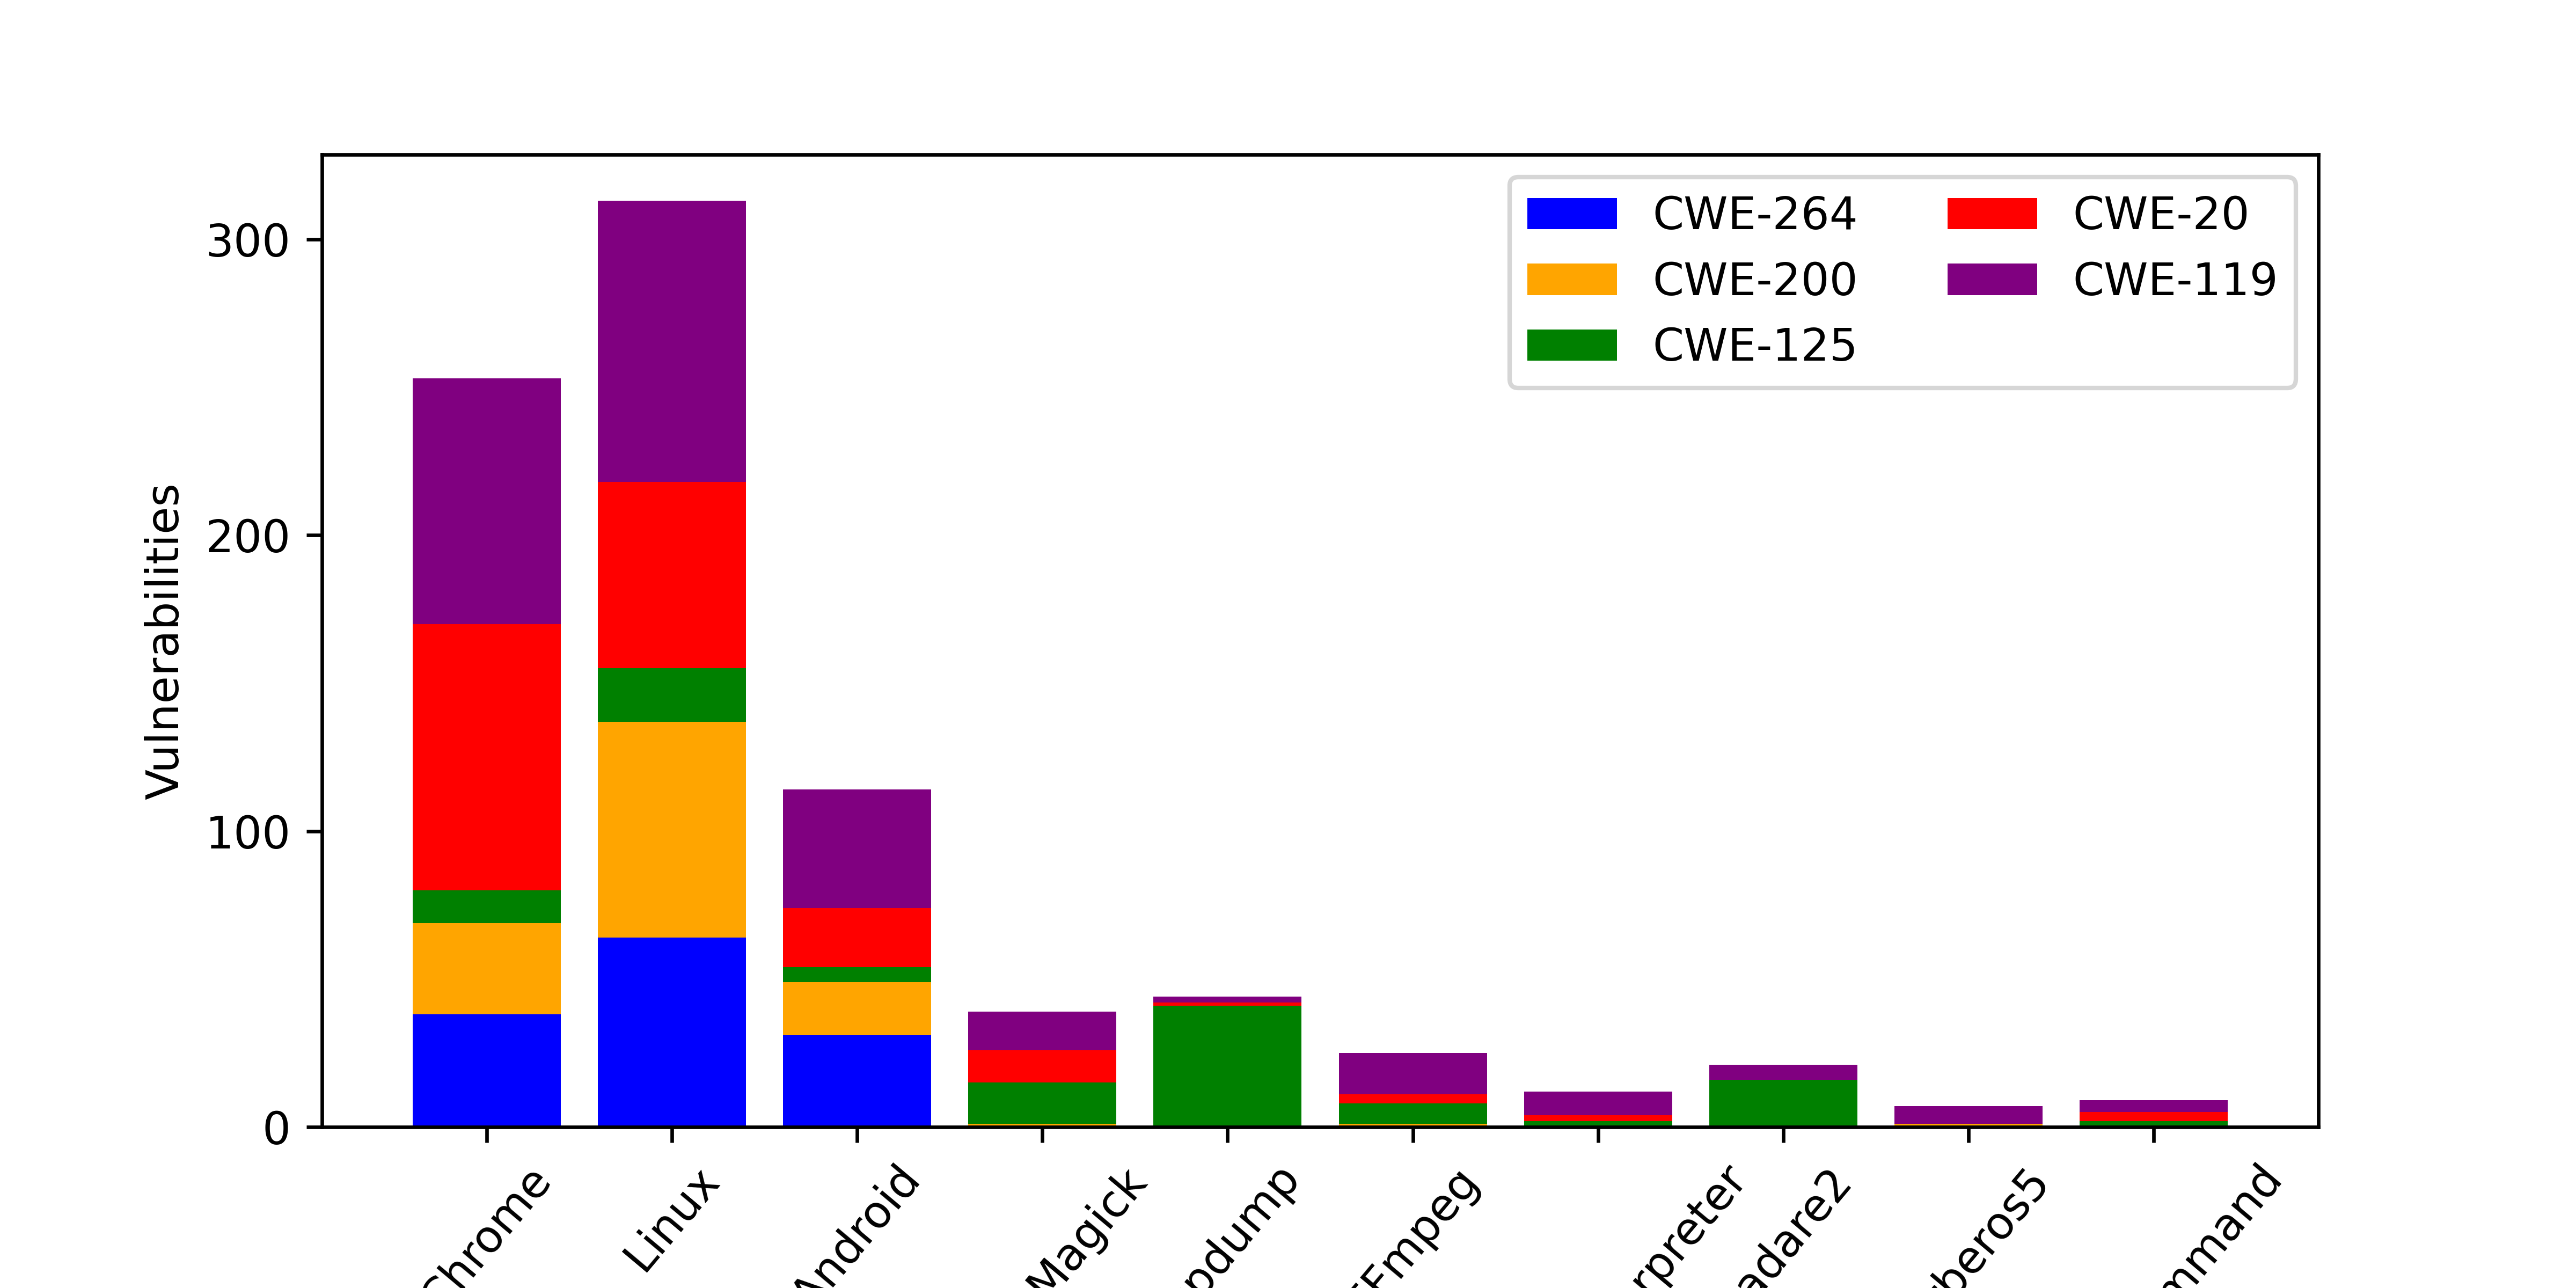 Vulnerabilities
300
200
100
0
CWE-264
CWE-200
CWE-125
CWE-20
CWE-119
Chrome
Linux
Android
Magick
pdump
Fmpeg
rpreter
adare2
beros5
mmand